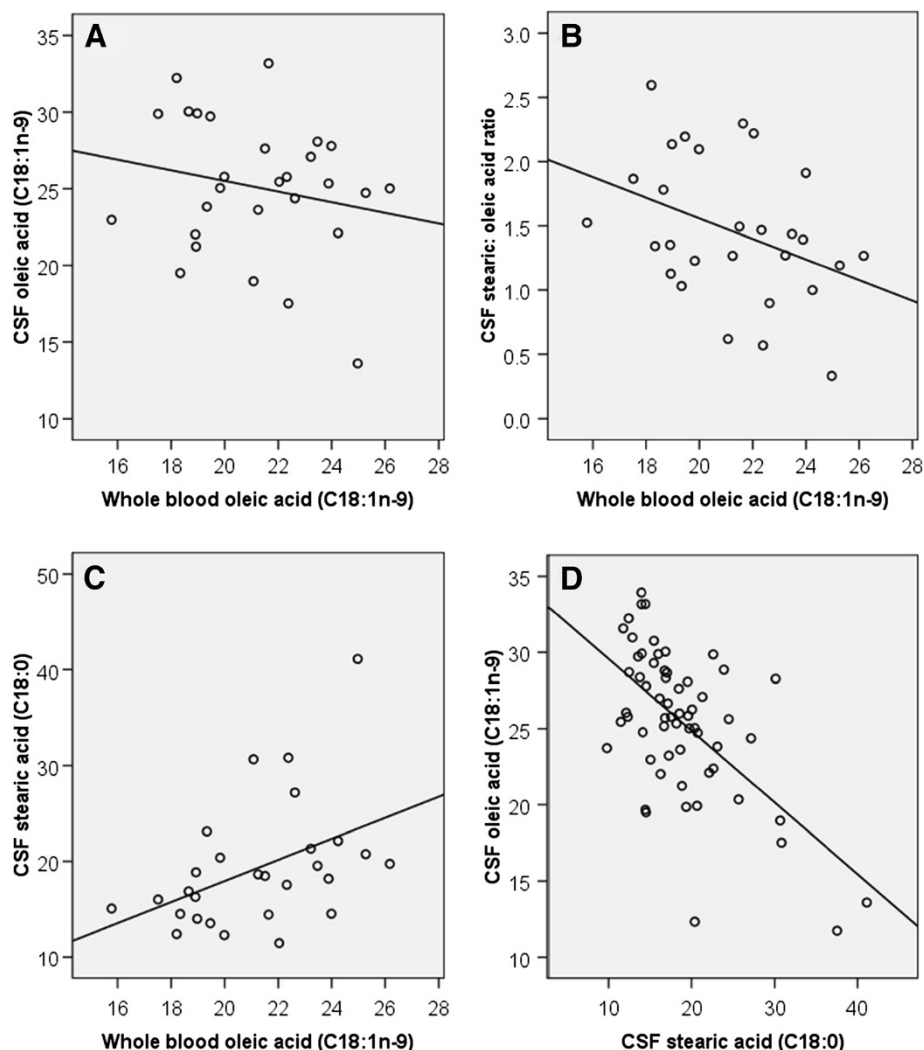 A
CSF oleic acid (C18:1n-9)
35
30
25
20
15
10
16 18 20 22 24 26 28
Whole blood oleic acid (C18:1n-9)
B
CSF stearic: oleic acid ratio
3.0
2.5
2.0
1.5
1.0
0.5
0.0
16 18 20 22 24 26 28
Whole blood oleic acid (C18:1n-9)
C
CSF stearic acid (C18:0)
50
40
30
20
10
16 18 20 22 24 26 28
Whole blood oleic acid (C18:1n-9)
D
CSF oleic acid (C18:1n-9)
35
30
25
20
15
10
10 20 30 40
CSF stearic acid (C18:0)